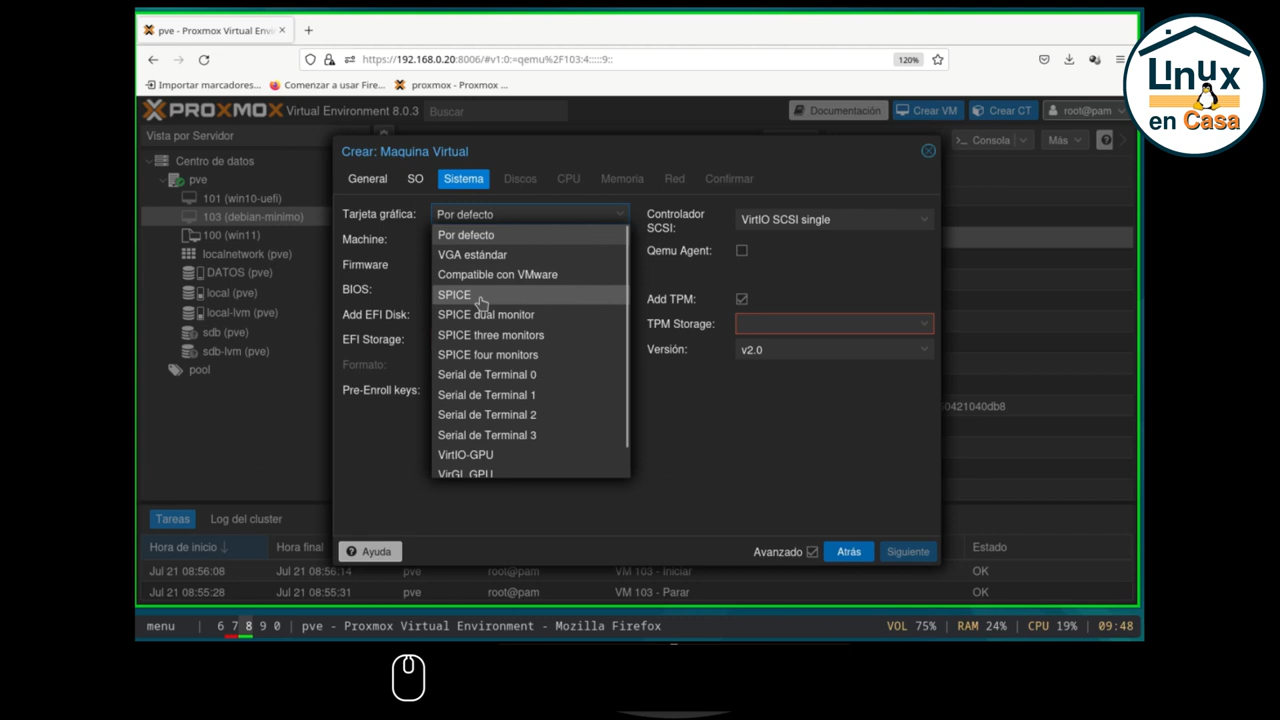 pve - Proxmox Virtual Envir
https://192.168.0.20:8006/#v1:0:=qemu%2F103:4:::::9::
120%
Importar marcadores...
Comenzar a usar Fire...
proxmox - Proxmox ...
LINUX
en Casa
PROXMOX
Virtual Environment 8.0.3
Buscar
Documentación
Crear VM
Crear CT
root@pam
Vista por Servidor
Consola
Más
Centro de datos
pve
101 (win10-uefi)
103 (debian-minimo)
100 (win11)
localnetwork (pve)
DATOS (pve)
local (pve)
local-lvm (pve)
sdb (pve)
sdb-lvm (pve)
pool
Crear: Maquina Virtual
General
SO
Sistema
Discos
CPU
Memoria
Red
Confirmar
Tarjeta gráfica:
Por defecto
Machine:
Firmware
BIOS:
Add EFI Disk:
EFI Storage:
Formato:
Pre-Enroll keys:
Por defecto
VGA estándar
Compatible con VMware
SPICE
SPICE dual monitor
SPICE three monitors
SPICE four monitors
Serial de Terminal 0
Serial de Terminal 1
Serial de Terminal 2
Serial de Terminal 3
VirtIO-GPU
VirGL GPU
Controlador
SCSI:
VirtIO SCSI single
Qemu Agent:
Add TPM:
TPM Storage:
Versión:
v2.0
50421040db8
Ayuda
Avanzado
Atrás
Siguiente
Tareas
Log del cluster
Hora de inicio
Hora final
Estado
Jul 21 08:56:08
Jul 21 08:56:14
pve
root@pam
VM 103 - Iniciar
OK
Jul 21 08:55:28
Jul 21 08:55:31
pve
root@pam
VM 103 - Parar
OK
menu | 6 7 8 9 0 | pve - Proxmox Virtual Environment - Mozilla Firefox
VOL 75% | RAM 24% | CPU 19% | 09:48